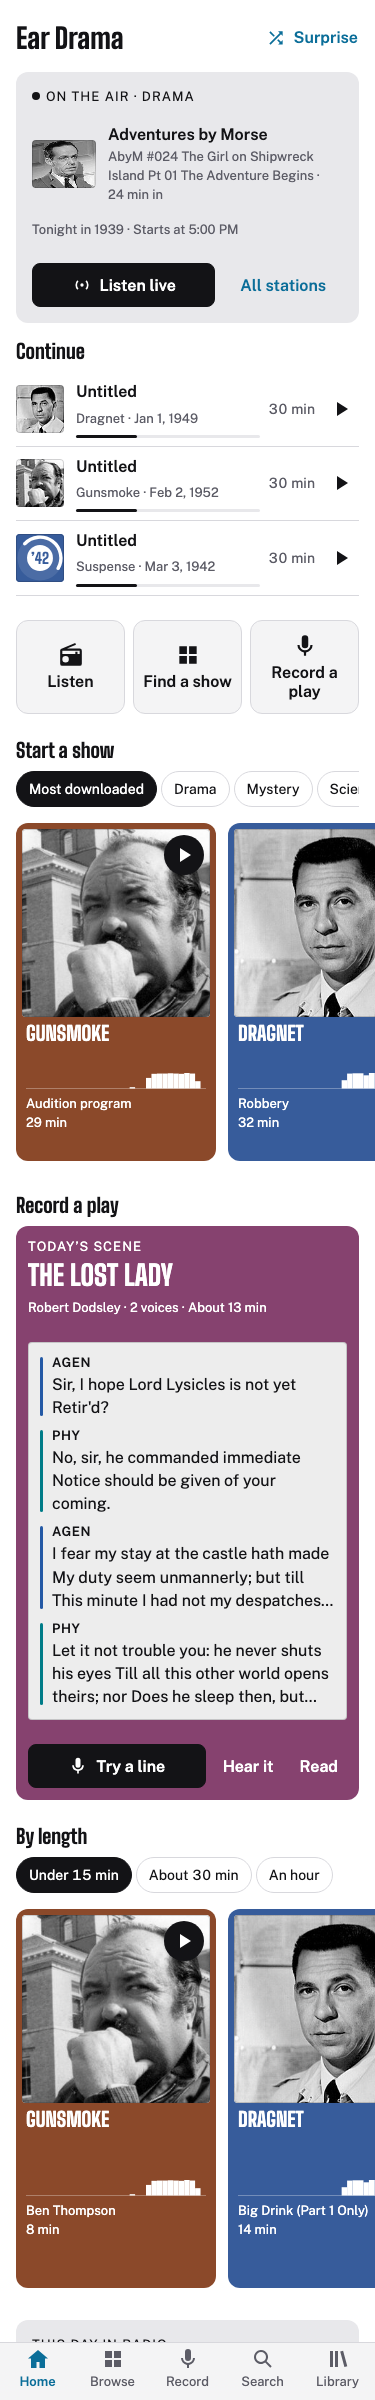 Ear Drama
Surprise
ON THE AIR · DRAMA
Adventures by Morse
AbyM #024 The Girl on Shipwreck
Island Pt 01 The Adventure Begins ·
24 min in
Tonight in 1939 · Starts at 5:00 PM
Listen live
All stations
Continue
Untitled
Dragnet · Jan 1, 1949
30 min
Untitled
Gunsmoke · Feb 2, 1952
30 min
'42
Untitled
Suspense · Mar 3, 1942
30 min
Listen
Find a show
Record a
play
Start a show
Most downloaded
Drama
Mystery
Scie
GUNSMOKE
Audition program
29 min
DRAGNET
Robbery
32 min
Record a play
TODAY'S SCENE
THE LOST LADY
Robert Dodsley · 2 voices · About 13 min
AGEN
Sir, I hope Lord Lysicles is not yet
Retir'd?
PHY
No, sir, he commanded immediate
Notice should be given of your
coming.
AGEN
I fear my stay at the castle hath made
My duty seem unmannerly; but till
This minute I had not my despatches...
PHY
Let it not trouble you: he never shuts
his eyes Till all this other world opens
theirs; nor Does he sleep then, but...
Try a line
Hear it
Read
By length
Under 15 min
About 30 min
An hour
GUNSMOKE
Ben Thompson
8 min
DRAGNET
Big Drink (Part 1 Only)
14 min
THIS DAY IN RADIO
Home
Browse
Record
Search
Library